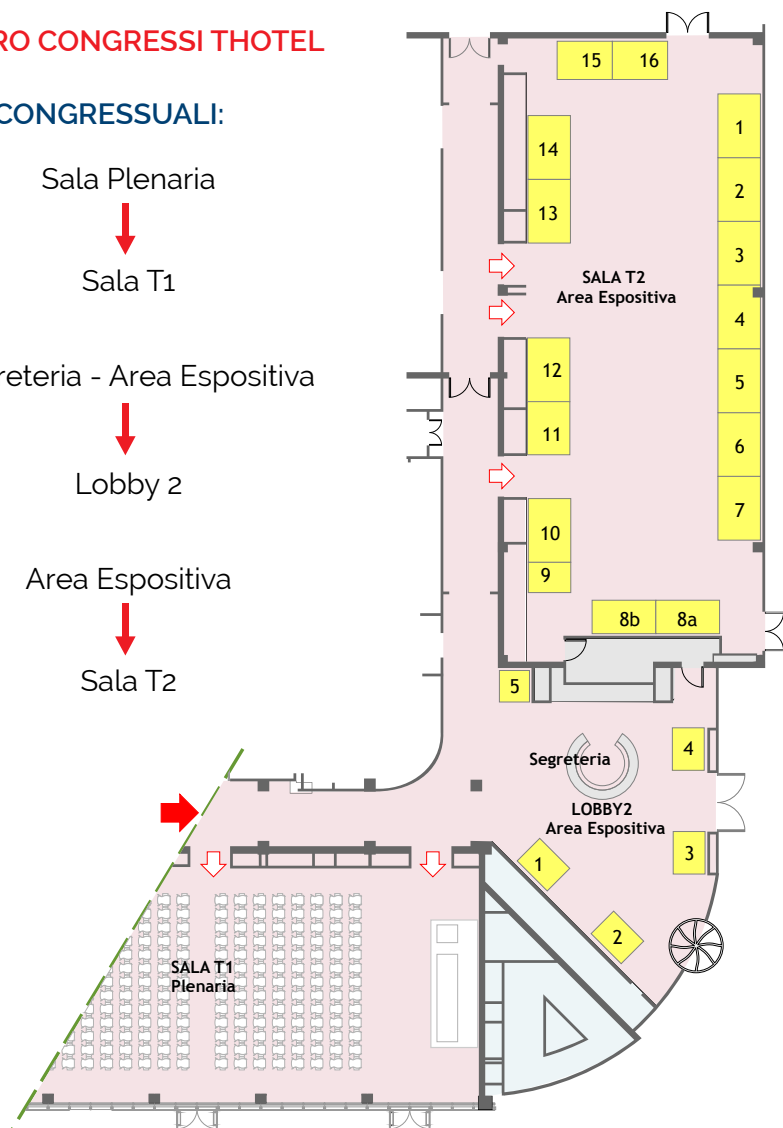 RO CONGRESSI THOTEL
CONGRESSUALI:
Sala Plenaria
Sala T1
reteria - Area Espositiva
Lobby 2
Area Espositiva
Sala T2
15 16
14
13
12
11
10
9
1
2
3
4
5
6
7
8b 8a
SALA T2
Area Espositiva
5
4
Segreteria
LOBBY2
Area Espositiva
3
1
2
SALA T1
Plenaria